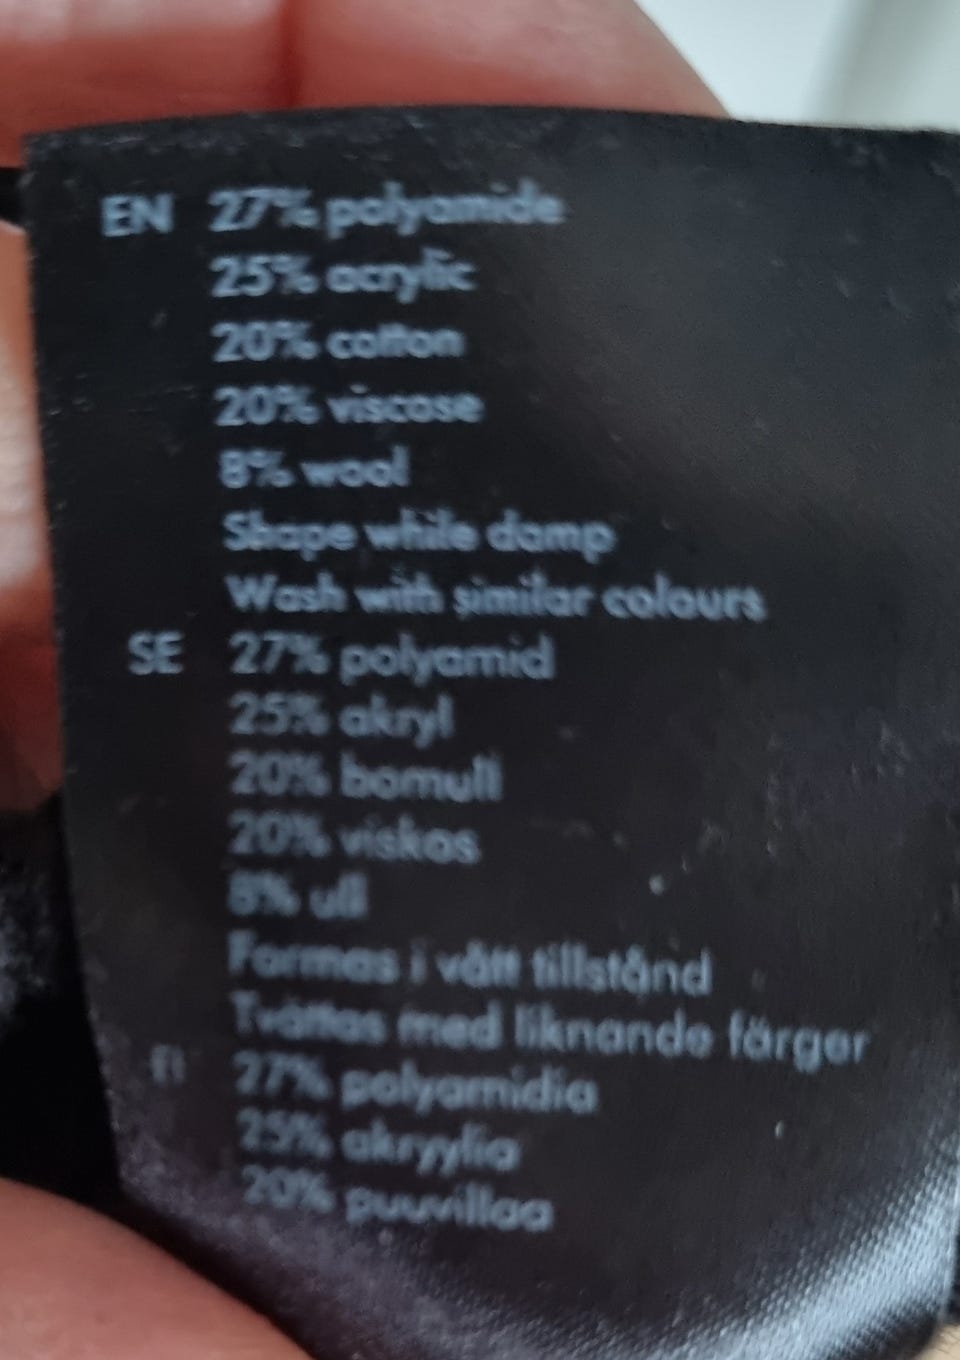 EN 27% polyamide
25% acrylic
20% cotton
20% viscose
8% wool
Shape while damp
Wash with similar colours
SE 27% polyamid
25% akryl
20% bomull
20% viskos
8% ull
Formas i vått tillstånd
Tvättas med liknande färger
FI 27% polyamidia
25% akryylia
20% puuvillaa